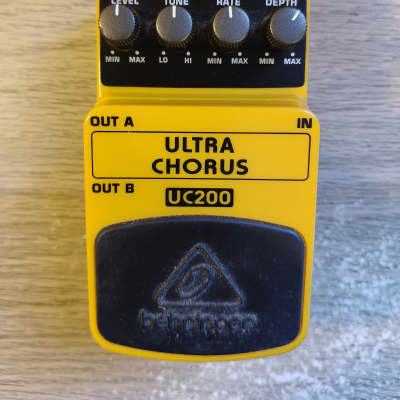 LEVEL TONE RATE DEPTH
MIN MAX LO HI MIN MAX MIN MAX
OUT A IN
ULTRA
CHORUS
OUT B
UC200
behringer